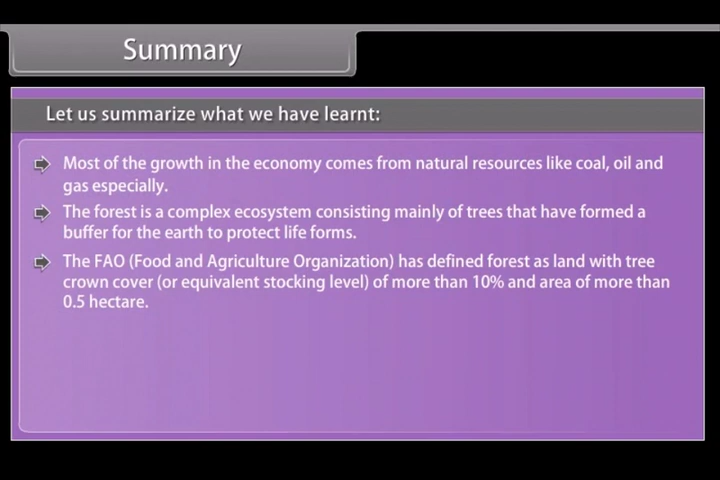 Summary
Let us summarize what we have learnt:
Most of the growth in the economy comes from natural resources like coal, oil and
gas especially.
The forest is a complex ecosystem consisting mainly of trees that have formed a
buffer for the earth to protect life forms.
The FAO (Food and Agriculture Organization) has defined forest as land with tree
crown cover (or equivalent stocking level) of more than 10% and area of more than
0.5 hectare.